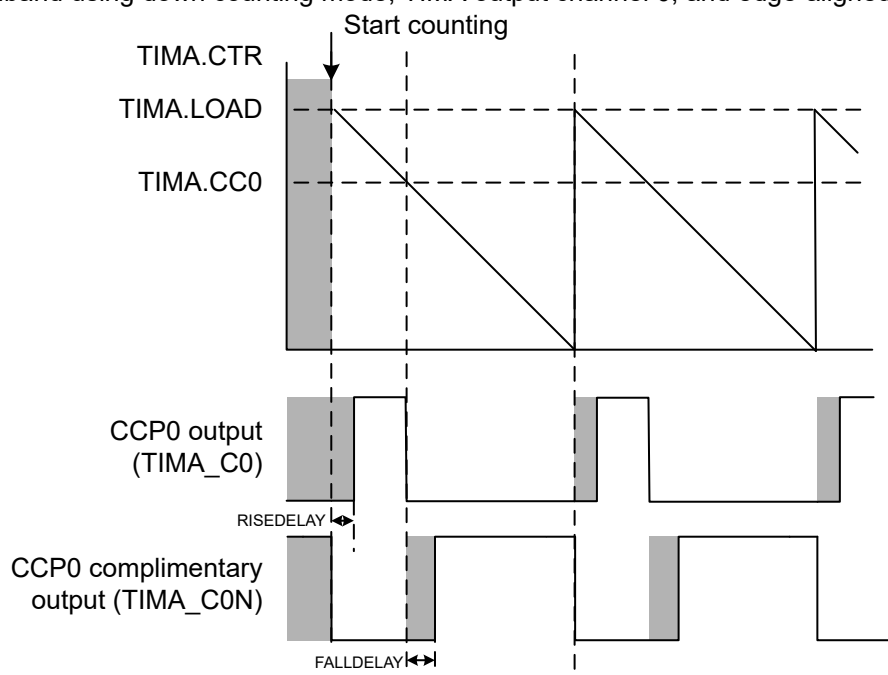 using down counting mode, TIMA output channel 0, and edge aligned
Start counting
TIMA.CTR
TIMA.LOAD
TIMA.CC0
CCP0 output
(TIMA_C0)
RISEDELAY
CCP0 complimentary
output (TIMA_C0N)
FALLDELAY